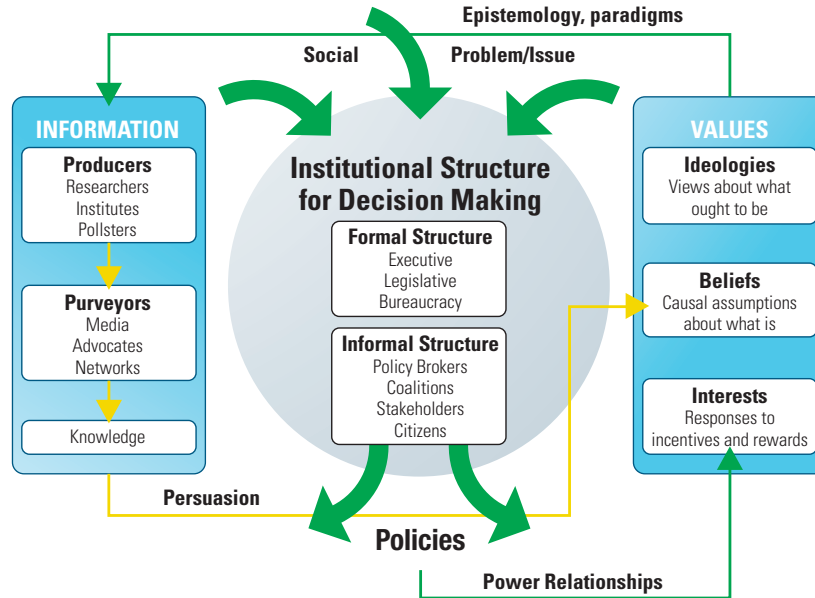 Epistemology, paradigms
Social
Problem/Issue
INFORMATION
Producers
Researchers
Institutes
Pollsters
Purveyors
Media
Advocates
Networks
Knowledge
Institutional Structure
for Decision Making
Formal Structure
Executive
Legislative
Bureaucracy
Informal Structure
Policy Brokers
Coalitions
Stakeholders
Citizens
VALUES
Ideologies
Views about what
ought to be
Beliefs
Causal assumptions
about what is
Interests
Responses to
incentives and rewards
Persuasion
Policies
Power Relationships